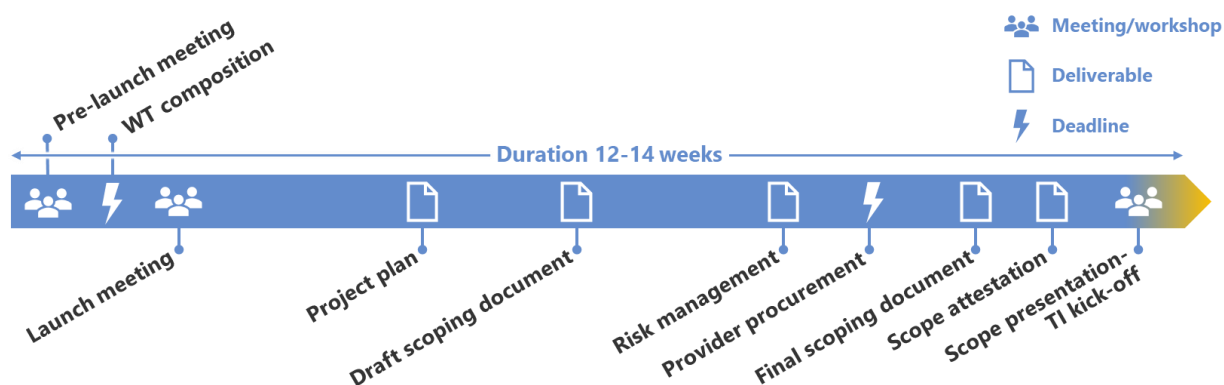 Meeting/workshop
Deliverable
Deadline
Pre-launch meeting
WT composition
Duration 12-14 weeks
Launch meeting
Project plan
Draft scoping document
Risk management
Provider procurement
Final scoping document
Scope attestation
Scope presentation-
TI kick-off